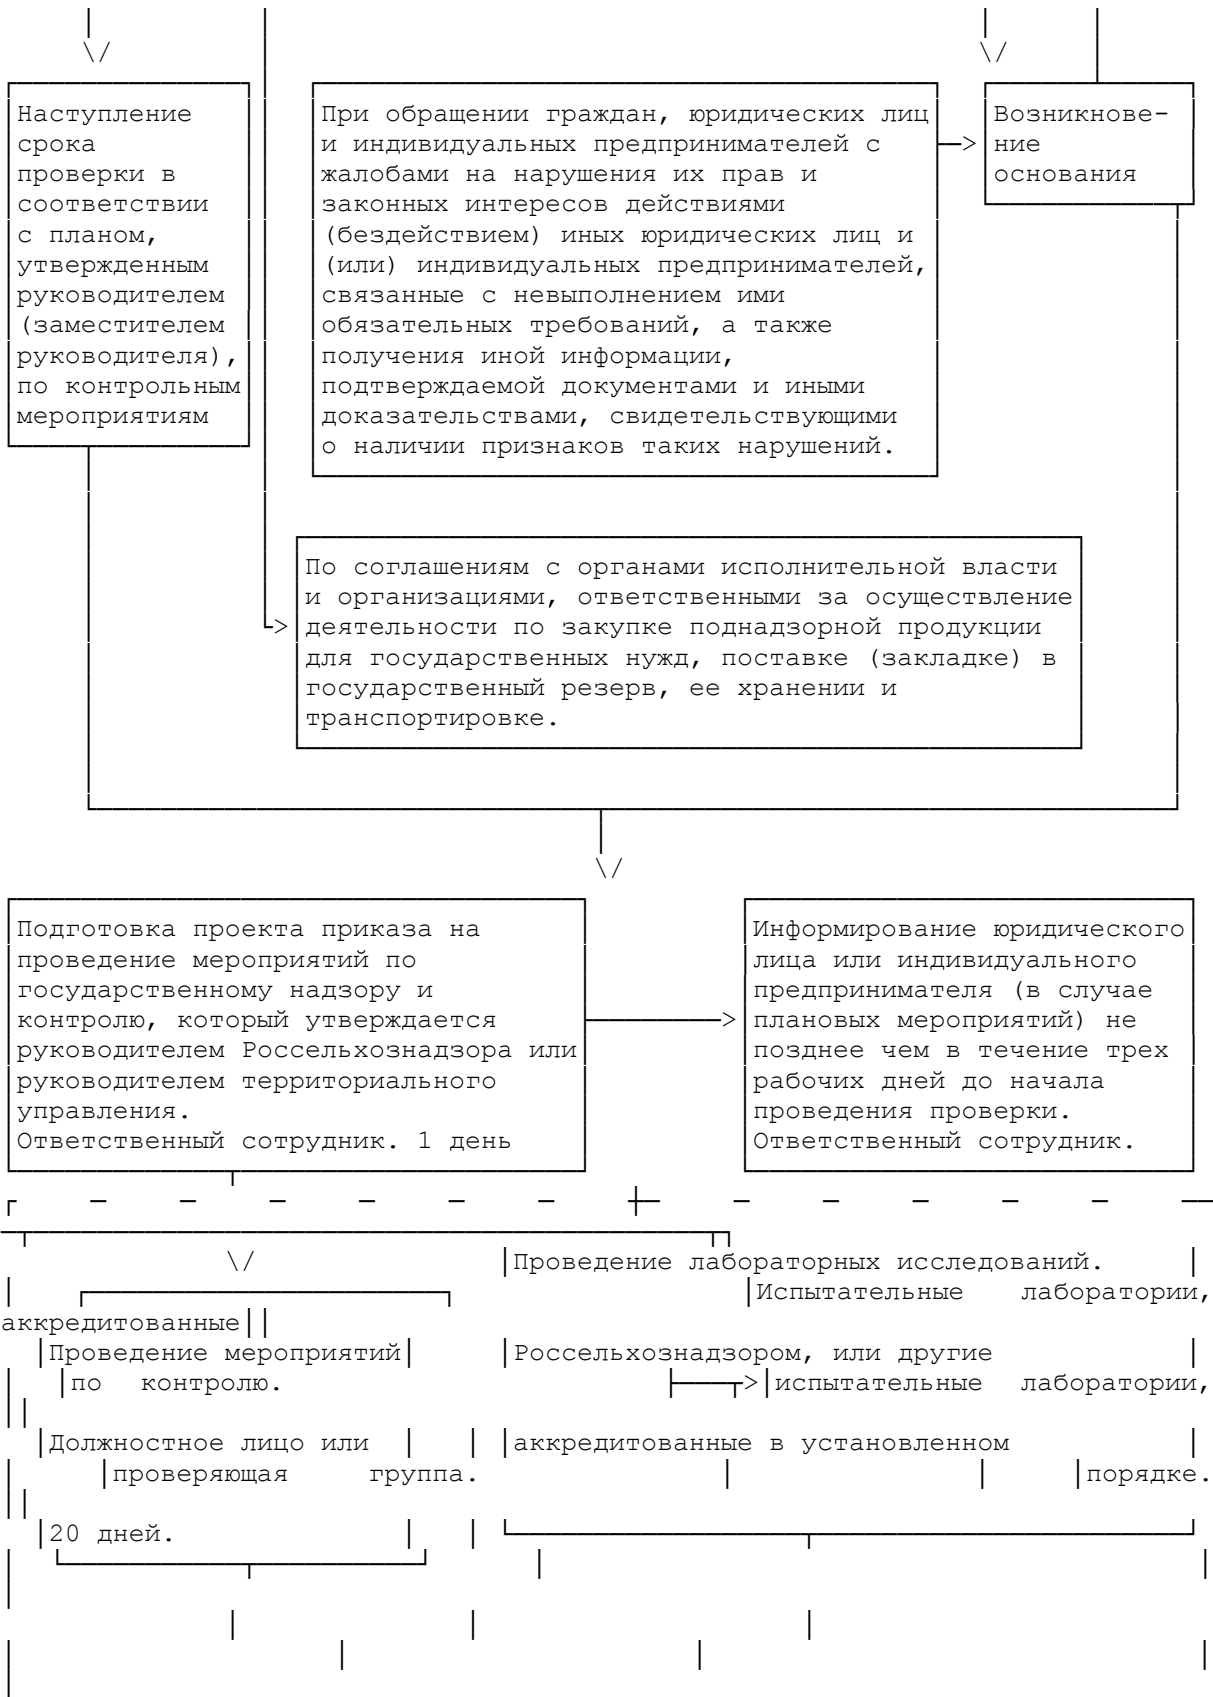 Наступление
срока
проверки в
соответствии
с планом,
утвержденным
руководителем
(заместителем
руководителя),
по контрольным
мероприятиям
При обращении граждан, юридических лиц
и индивидуальных предпринимателей с
жалобами на нарушения их прав и
законных интересов действиями
(бездействием) иных юридических лиц и
(или) индивидуальных предпринимателей,
связанные с невыполнением ими
обязательных требований, а также
получения иной информации,
подтверждаемой документами и иными
доказательствами, свидетельствующими
о наличии признаков таких нарушений.
Возникнове-
ние
основания
По соглашениям с органами исполнительной власти
и организациями, ответственными за осуществление
деятельности по закупке поднадзорной продукции
для государственных нужд, поставке (закладке) в
государственный резерв, ее хранении и
транспортировке.
Подготовка проекта приказа на
проведение мероприятий по
государственному надзору и
контролю, который утверждается
руководителем Россельхознадзора или
руководителем территориального
управления.
Ответственный сотрудник. 1 день
Информирование юридического
лица или индивидуального
предпринимателя (в случае
плановых мероприятий) не
позднее чем в течение трех
рабочих дней до начала
проведения проверки.
Ответственный сотрудник.
Проведение лабораторных исследований.
Испытательные лаборатории,
аккредитованные
Проведение мероприятий Россельхознадзором, или другие
по контролю. испытательные лаборатории,
Должностное лицо или аккредитованные в установленном
проверяющая группа. порядке.
20 дней.